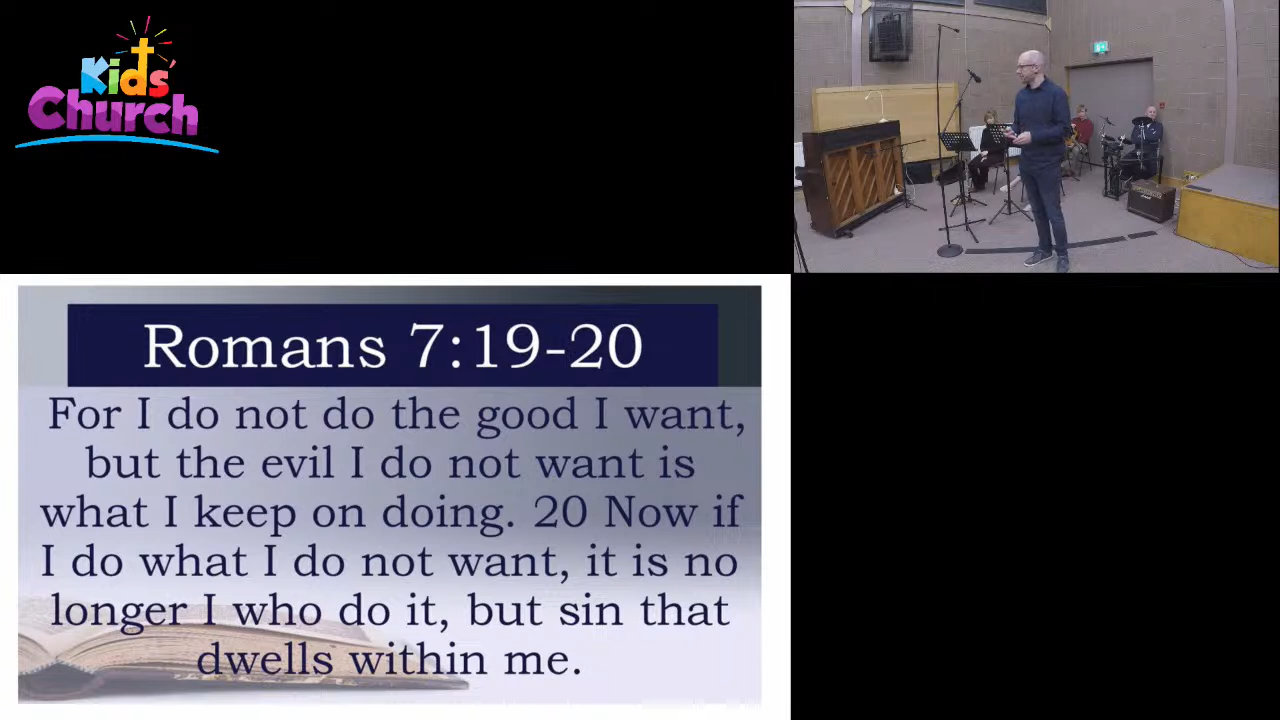 Kids'
Church
Romans 7:19-20
For I do not do the good I want,
but the evil I do not want is
what I keep on doing. 20 Now if
I do what I do not want, it is no
longer I who do it, but sin that
dwells within me.